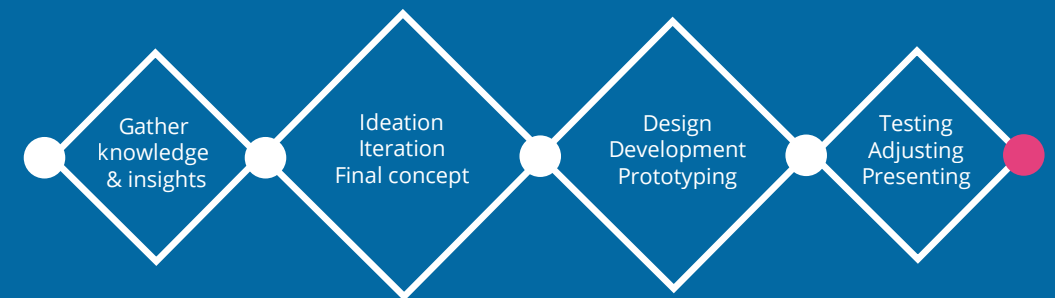 Gather
knowledge
& insights
Ideation
Iteration
Final concept
Design
Development
Prototyping
Testing
Adjusting
Presenting